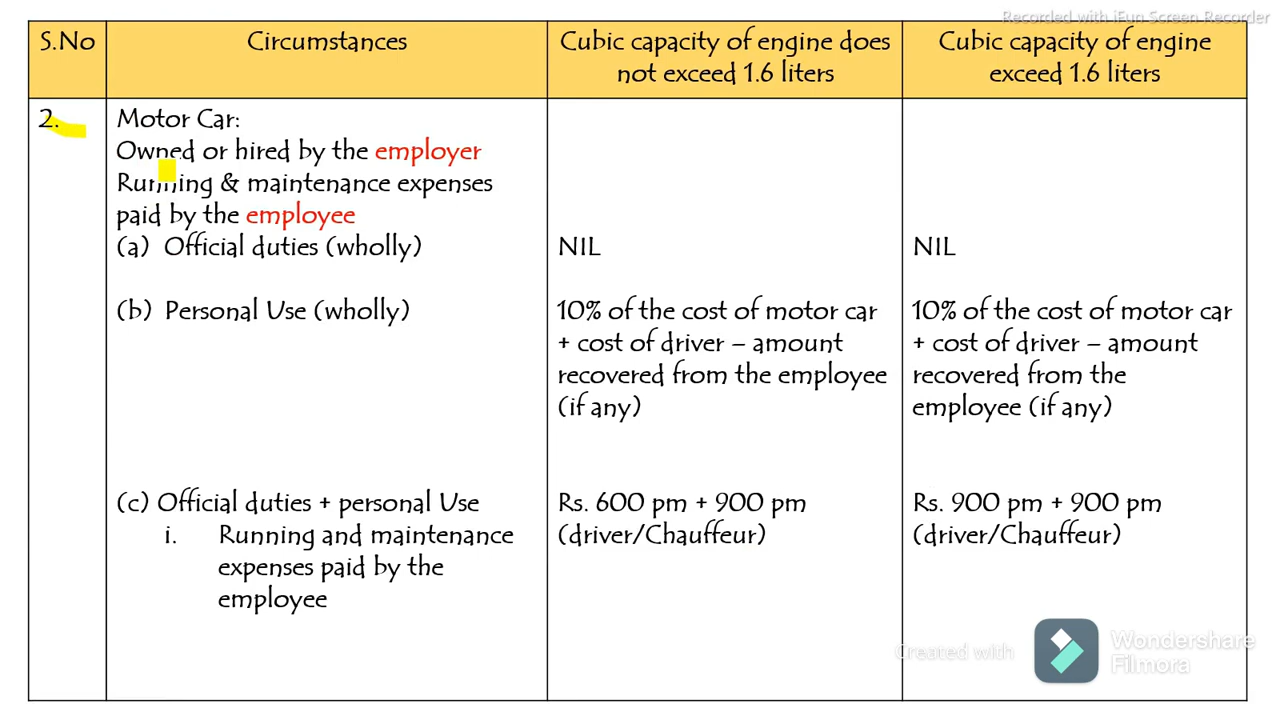 Recorded with iFun Screen Recorder
S.No
Circumstances
Cubic capacity of engine does
not exceed 1.6 liters
Cubic capacity of engine
exceed 1.6 liters
2.
Motor Car:
Owned or hired by the employer
Running & maintenance expenses
paid by the employee
(a) Official duties (wholly)
NIL
NIL
(b) Personal Use (wholly)
10% of the cost of motor car
+ cost of driver – amount
recovered from the employee
(if any)
10% of the cost of motor car
+ cost of driver – amount
recovered from the
employee (if any)
(c) Official duties + personal Use
i. Running and maintenance
expenses paid by the
employee
Rs. 600 pm + 900 pm
(driver/Chauffeur)
Rs. 900 pm + 900 pm
(driver/Chauffeur)
Created with
Wondershare
Filmora